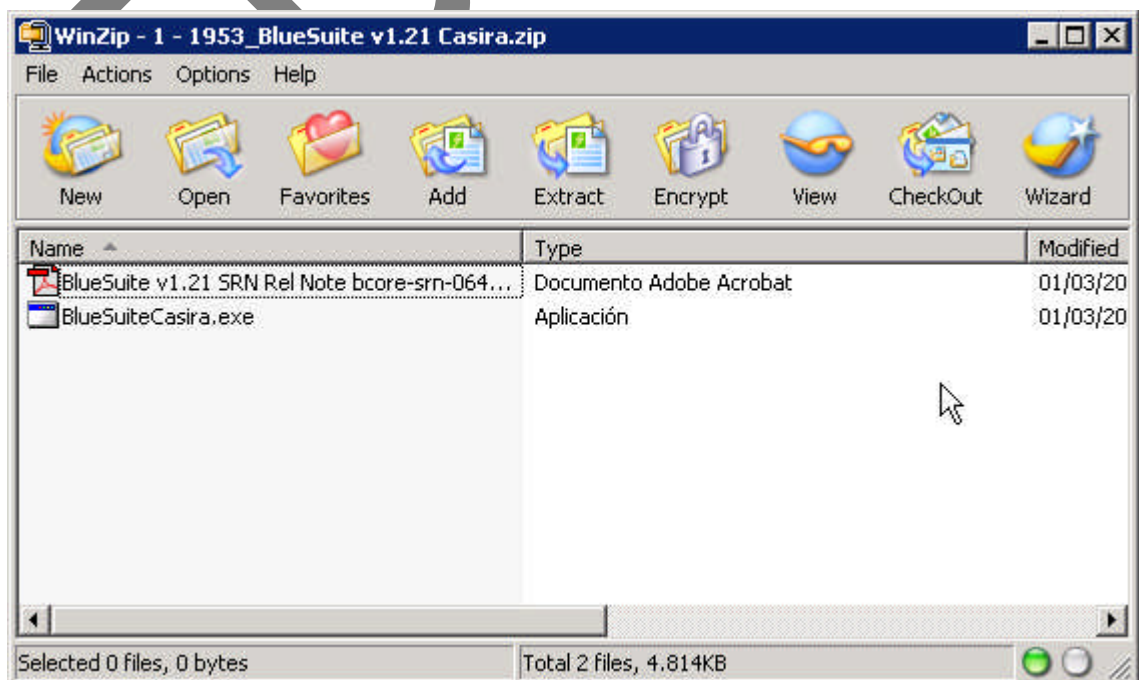 WinZip - 1 - 1953_BlueSuite v1.21 Casira.zip
File Actions Options Help
New Open Favorites Add Extract Encrypt View CheckOut Wizard
Name Type Modified
BlueSuite v1.21 SRN Rel Note bcore-srn-064... Documento Adobe Acrobat 01/03/20
BlueSuiteCasira.exe Aplicación 01/03/20
Selected 0 files, 0 bytes Total 2 files, 4.814KB